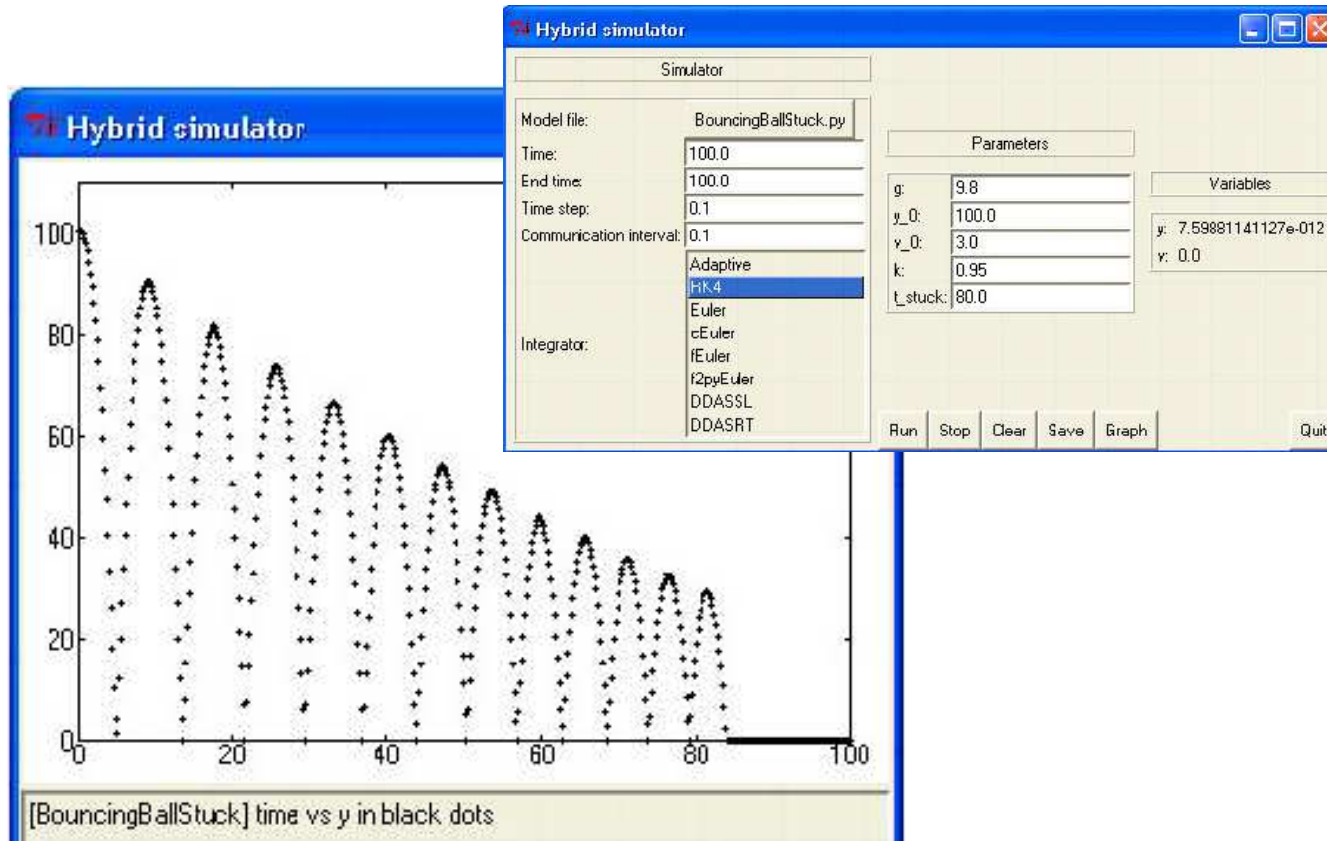 Hybrid simulator
Simulator
Model file: BouncingBallStuck.py
Time: 100.0
End time: 100.0
Time step: 0.1
Communication interval: 0.1
Integrator:
Adaptive
RK4
Euler
cEuler
fEuler
f2pyEuler
DDASSL
DDASRT
Parameters
g: 9.8
y_0: 100.0
v_0: 3.0
k: 0.95
t_stuck: 80.0
Variables
y: 7.59881141127e-012
v: 0.0
Run Stop Clear Save Graph Quit
Hybrid simulator
100
80
60
40
20
0
0 20 40 60 80 100
[BouncingBallStuck] time vs y in black dots